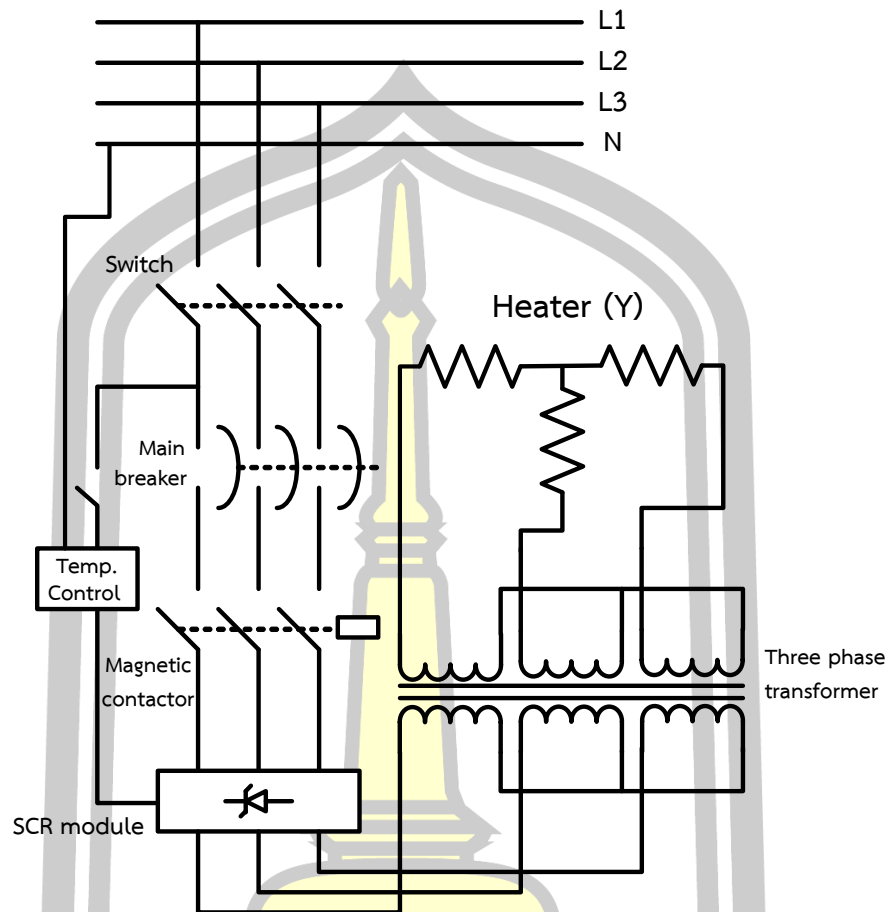 L1
L2
L3
N
Switch
Heater (Y)
Main
breaker
Temp.
Control
Magnetic
contactor
Three phase
transformer
SCR module